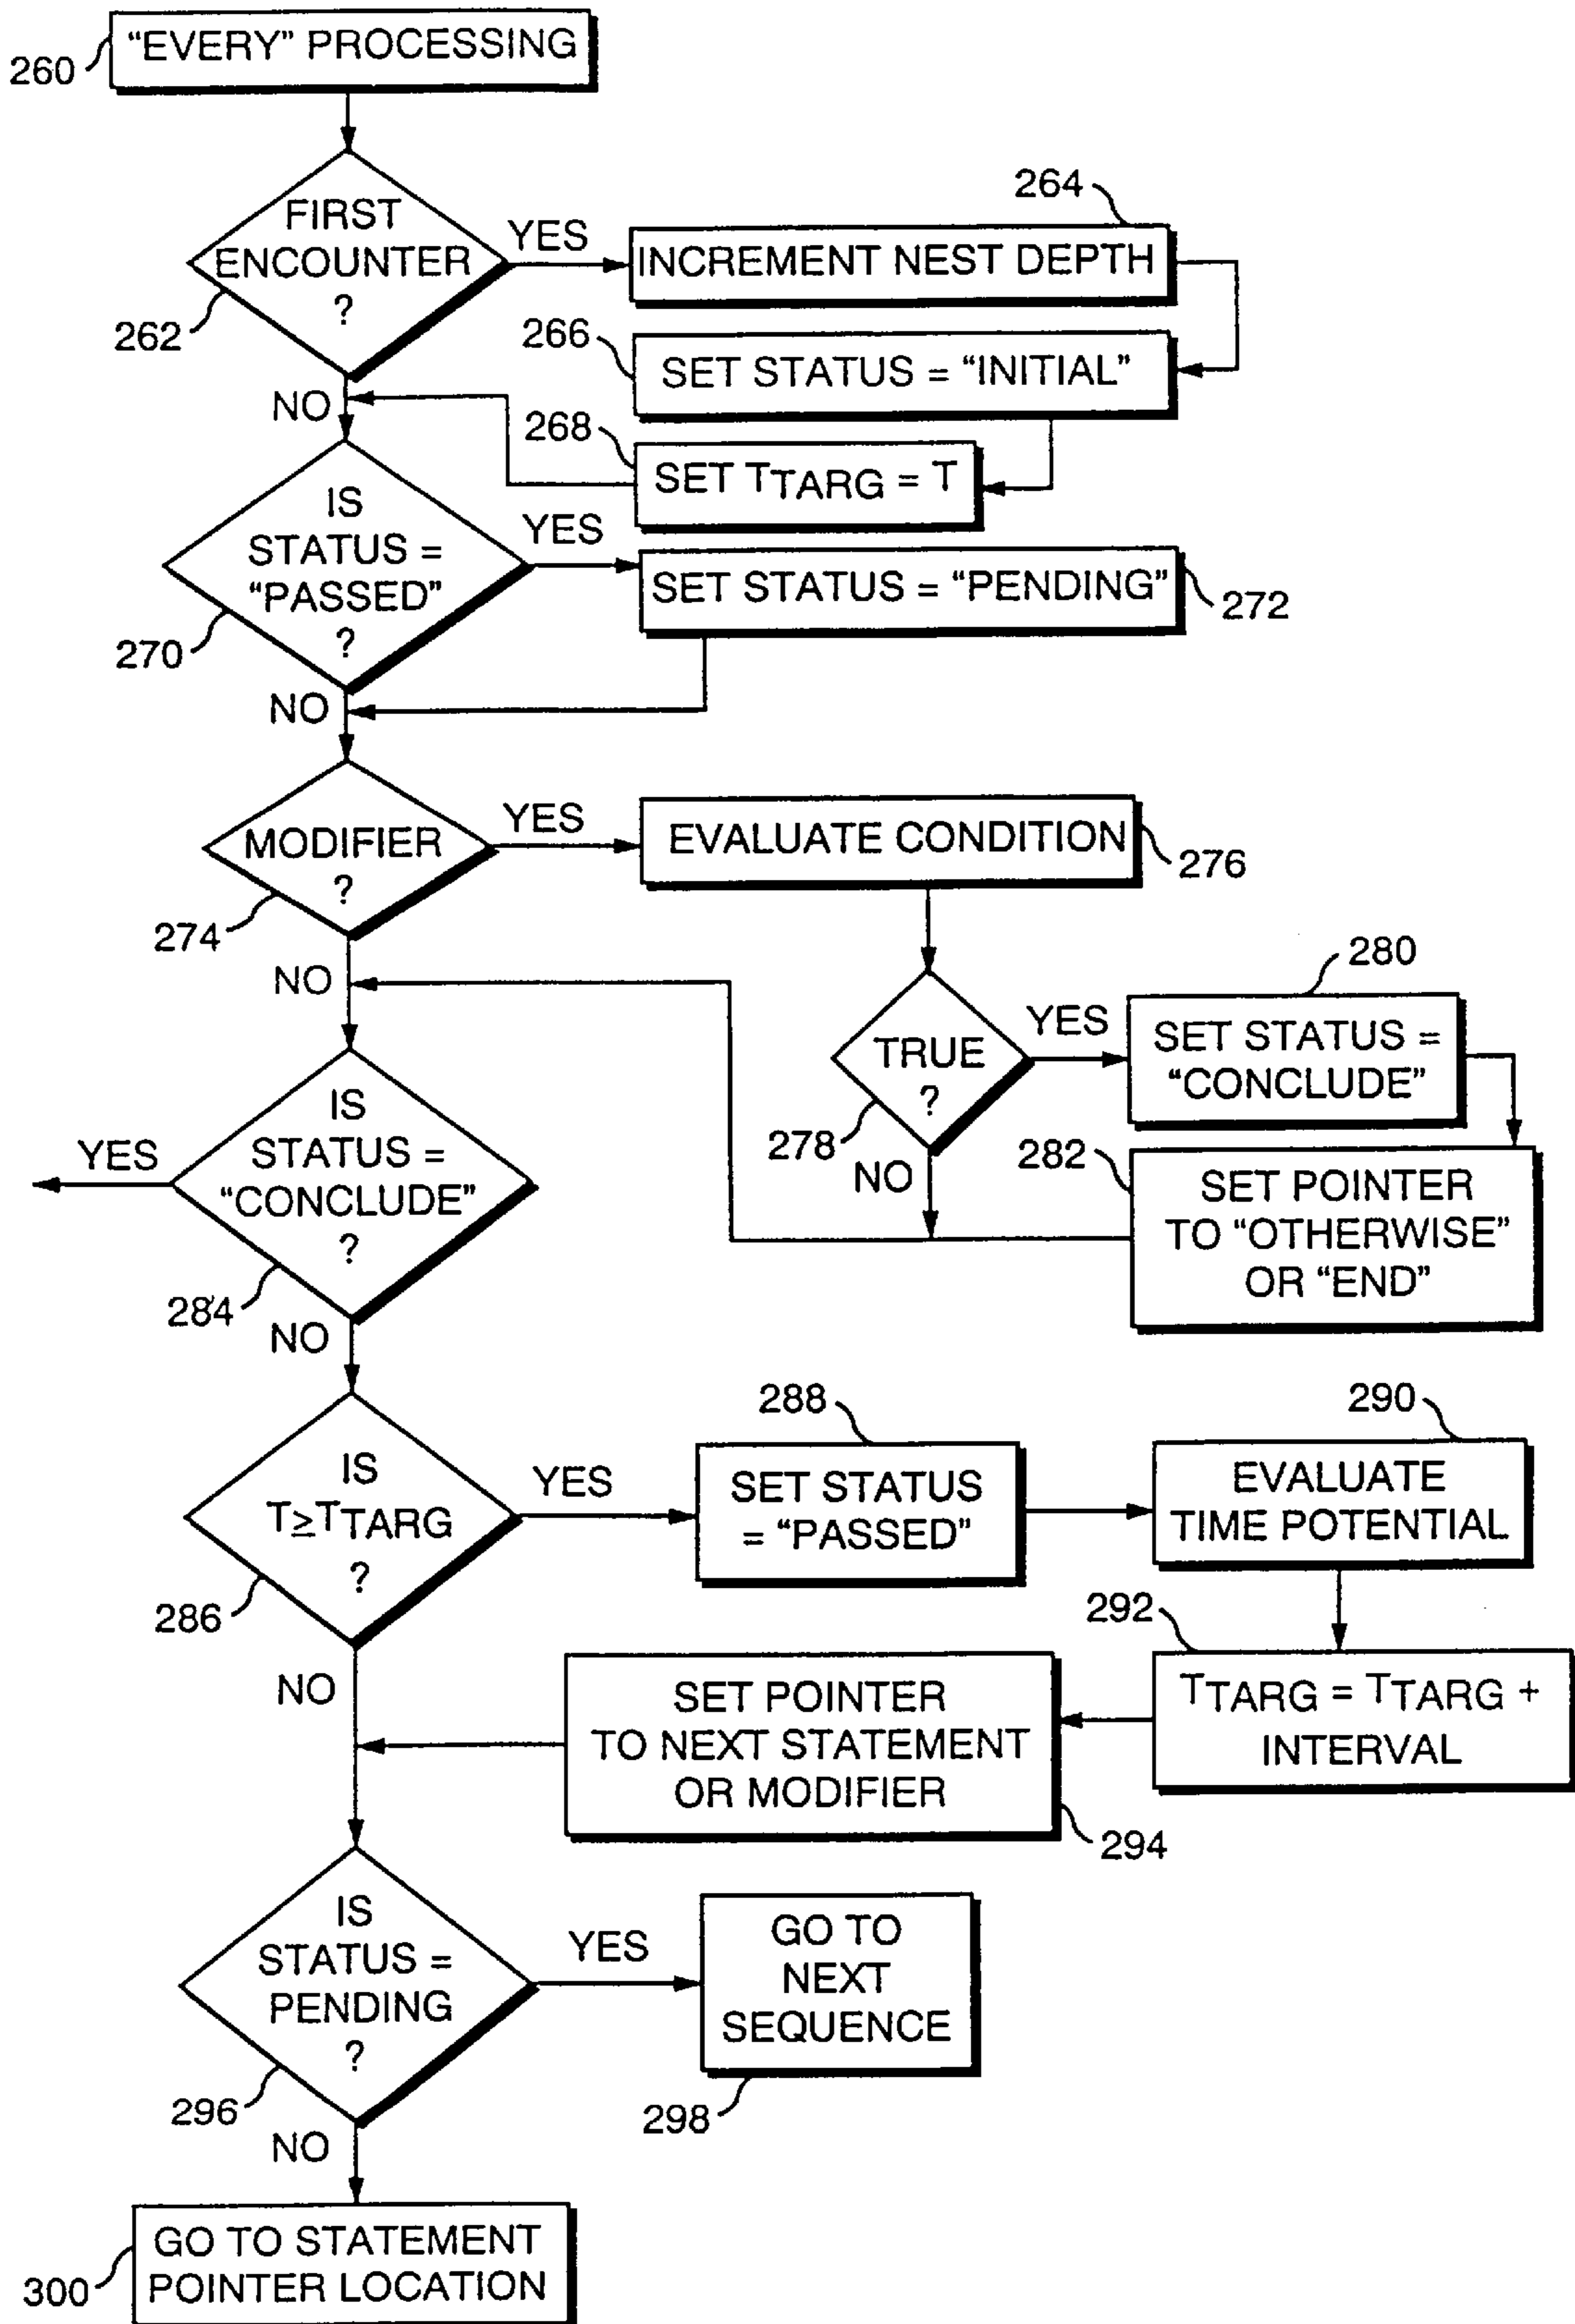 "EVERY" PROCESSING
260
FIRST
ENCOUNTER
?
262
YES
264
INCREMENT NEST DEPTH
266
SET STATUS = "INITIAL"
NO
268
SET TTARG = T
IS
STATUS =
"PASSED"
?
270
YES
SET STATUS = "PENDING"
272
NO
MODIFIER
?
274
YES
EVALUATE CONDITION
276
NO
TRUE
?
278
YES
280
SET STATUS =
"CONCLUDE"
NO
282
SET POINTER
TO "OTHERWISE"
OR "END"
IS
STATUS =
"CONCLUDE"
?
284
YES
NO
IS
T≥TTARG
?
286
YES
288
SET STATUS
= "PASSED"
290
EVALUATE
TIME POTENTIAL
292
TTARG = TTARG +
INTERVAL
NO
SET POINTER
TO NEXT STATEMENT
OR MODIFIER
294
IS
STATUS =
PENDING
?
296
YES
GO TO
NEXT
SEQUENCE
298
NO
GO TO STATEMENT
POINTER LOCATION
300